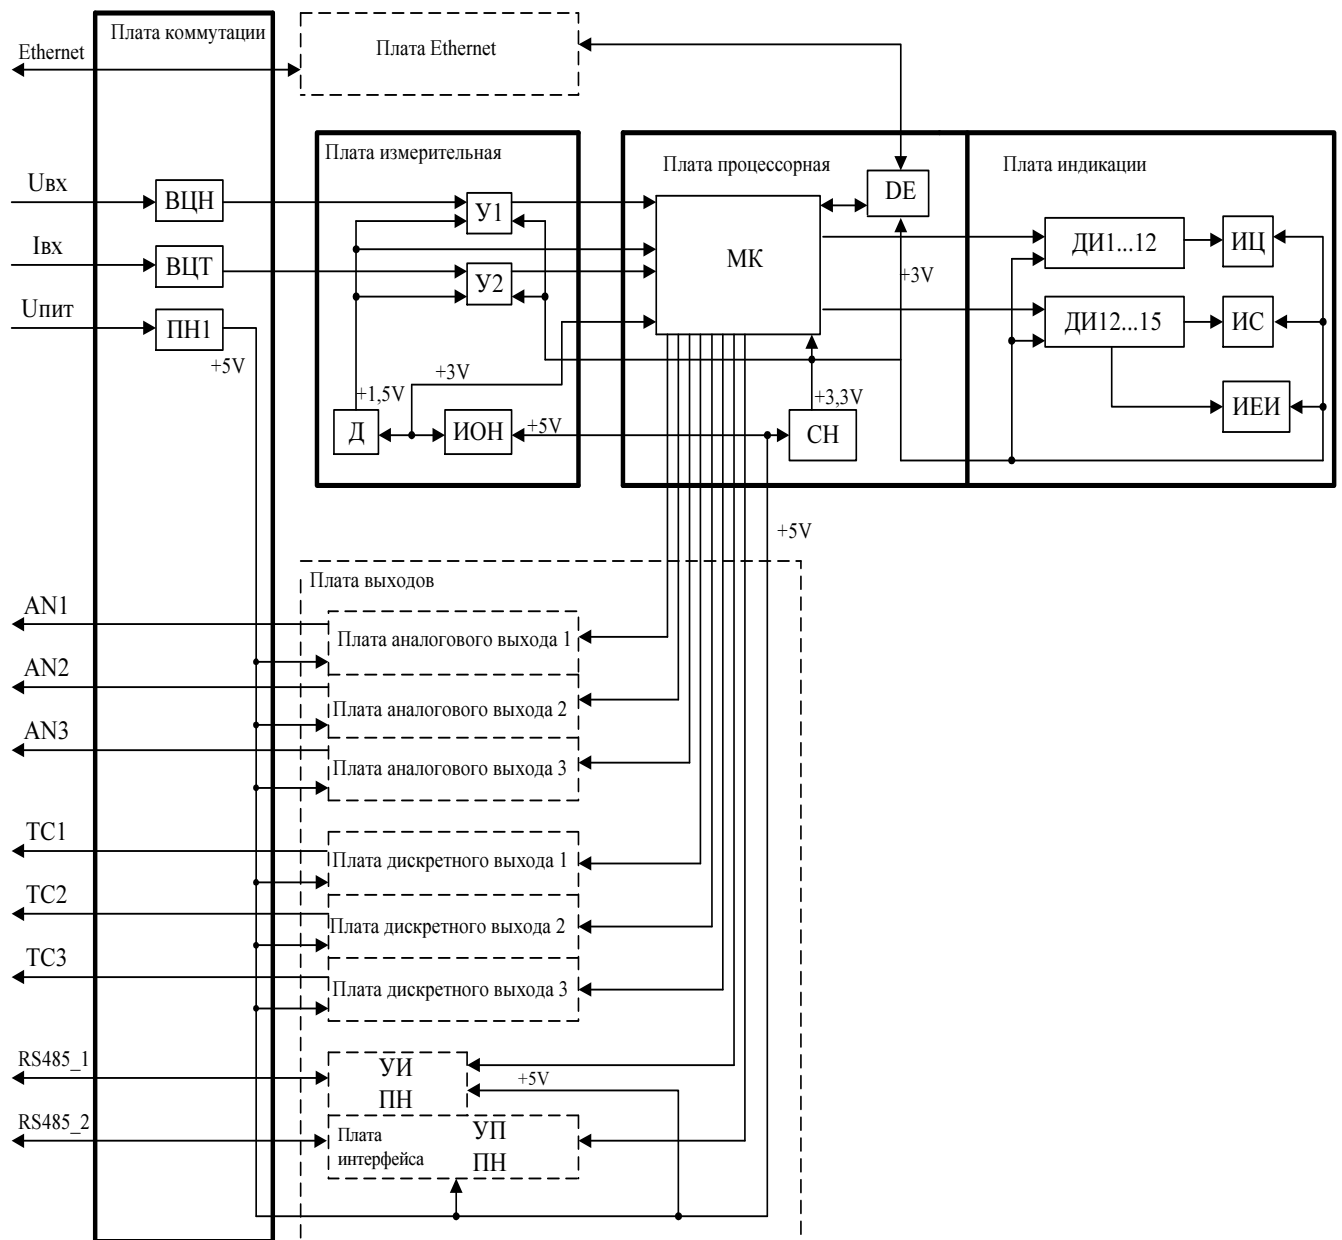 Плата коммутации
Ethernet
Плата Ethernet
Плата измерительная
Плата процессорная
Плата индикации
Uвх
ВЦН
У1
DE
Iвх
ВЦТ
У2
МК
+3V
ДИ1...12
ИЦ
Uпит
ПН1
+5V
ДИ12...15
ИС
+3V
+1,5V
+3,3V
ИЕИ
Д
ИОН
+5V
СН
+5V
Плата выходов
AN1
Плата аналогового выхода 1
AN2
Плата аналогового выхода 2
AN3
Плата аналогового выхода 3
ТС1
Плата дискретного выхода 1
ТС2
Плата дискретного выхода 2
ТС3
Плата дискретного выхода 3
RS485_1
УИ
ПН
+5V
RS485_2
Плата
интерфейса
УП
ПН